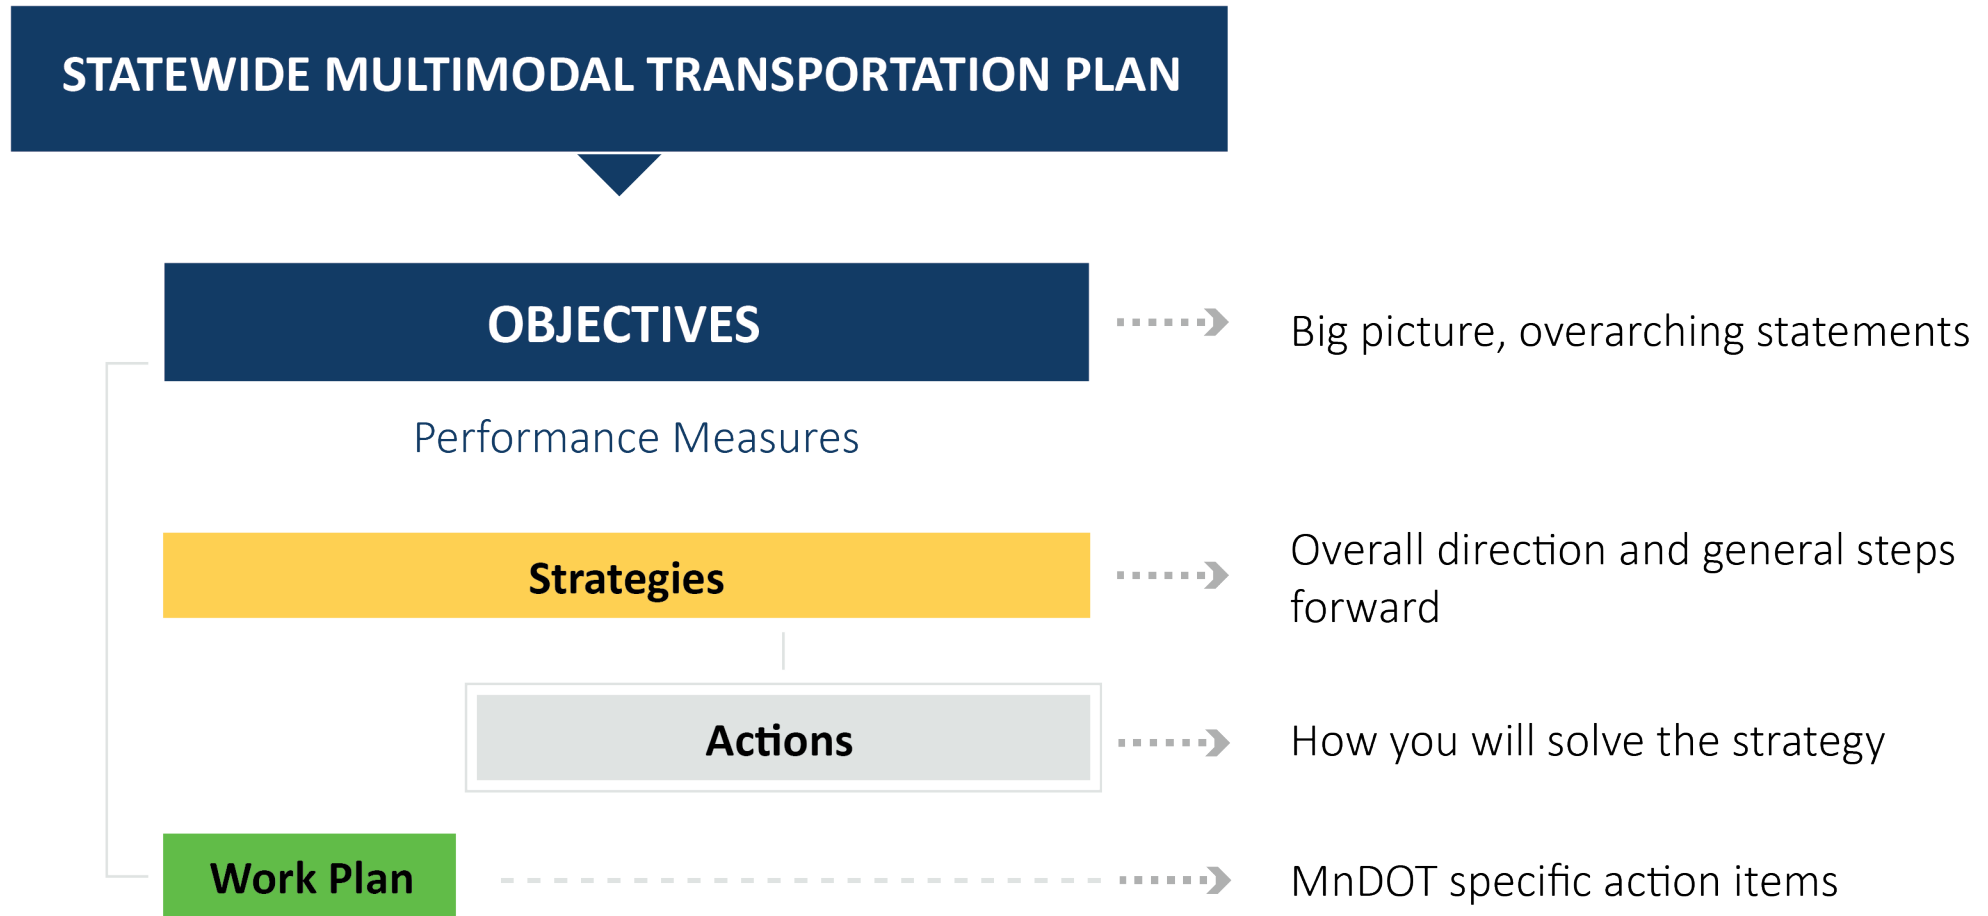 STATEWIDE MULTIMODAL TRANSPORTATION PLAN
OBJECTIVES
Big picture, overarching statements
Performance Measures
Strategies
Overall direction and general steps
forward
Actions
How you will solve the strategy
Work Plan
MnDOT specific action items